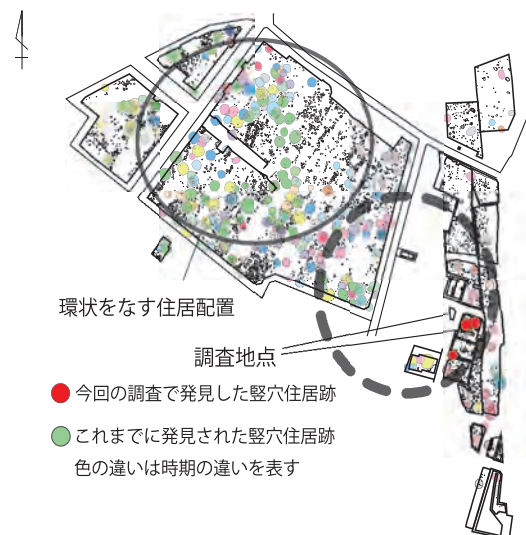 環状をなす住居配置
調査地点
今回の調査で発見した竪穴住居跡
これまでに発見された竪穴住居跡
色の違いは時期の違いを表す